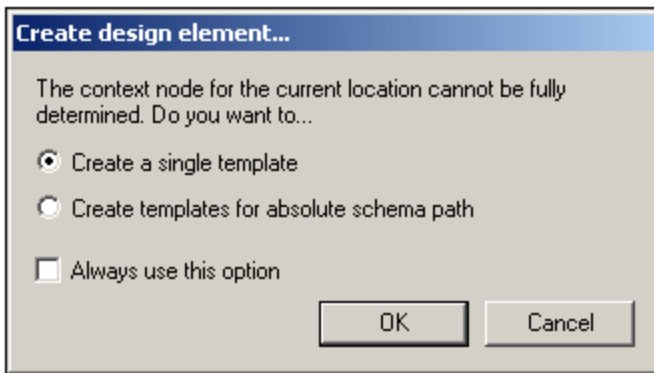 Create design element...
The context node for the current location cannot be fully
determined. Do you want to...
Create a single template
Create templates for absolute schema path
Always use this option
OK Cancel